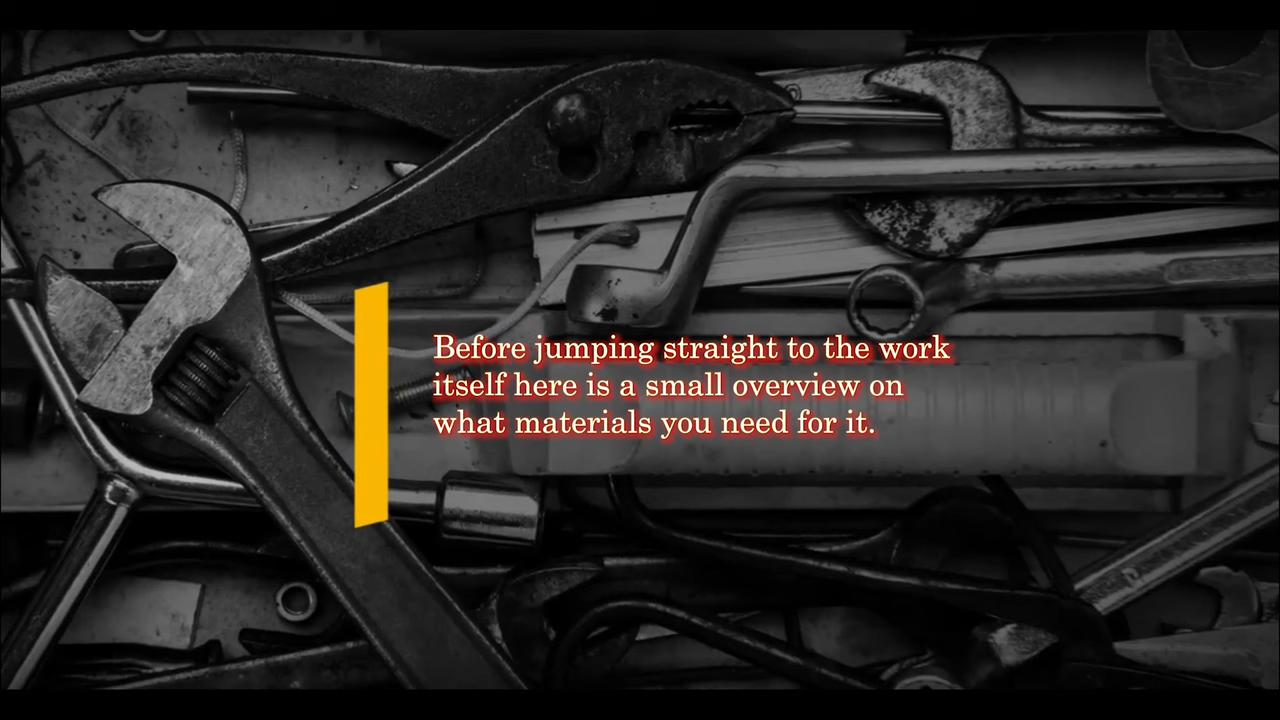 Before jumping straight to the work
itself here is a small overview on
what materials you need for it.